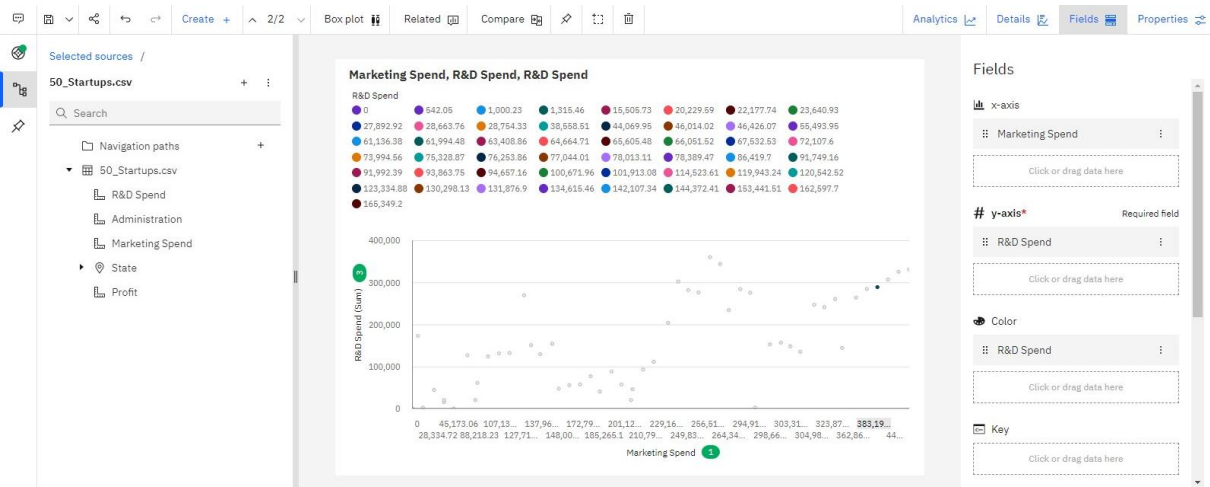 Create + 2/2 Box plot Related Compare Analytics Details Fields Properties
Selected sources /
50_Startups.csv + 
Search
Navigation paths +
50_Startups.csv
R&D Spend
Administration
Marketing Spend
State
Profit
Marketing Spend, R&D Spend, R&D Spend
R&D Spend
0 542.05 1,000.23 1,315.46 15,505.73 20,229.59 22,177.74 23,640.93
27,892.92 28,663.76 28,754.33 38,558.51 44,069.95 46,014.02 46,426.07 55,493.95
61,136.38 61,994.48 63,408.86 64,664.71 65,605.48 66,051.52 67,532.53 72,107.6
73,994.56 75,328.87 76,253.86 77,044.01 78,013.11 78,389.47 86,419.7 91,749.16
91,992.39 93,863.75 94,657.16 100,671.96 101,913.08 114,523.61 119,943.24 120,542.52
123,334.88 130,298.13 131,876.9 134,615.46 142,107.34 144,372.41 153,441.51 162,597.7
165,349.2
400,000
300,000
200,000
100,000
0
R&D Spend (Sum) 3
0 45,173.06 107,13... 137,96... 172,79... 201,12... 229,16... 256,51... 294,91... 303,31... 323,87... 383,19...
28,334.72 88,218.23 127,71... 148,00... 185,265.1 210,79... 249,83... 264,34... 298,66... 304,98... 362,86... 44...
Marketing Spend 1
Fields
x-axis
Marketing Spend
Click or drag data here
# y-axis* Required field
R&D Spend
Click or drag data here
Color
R&D Spend
Click or drag data here
Key
Click or drag data here